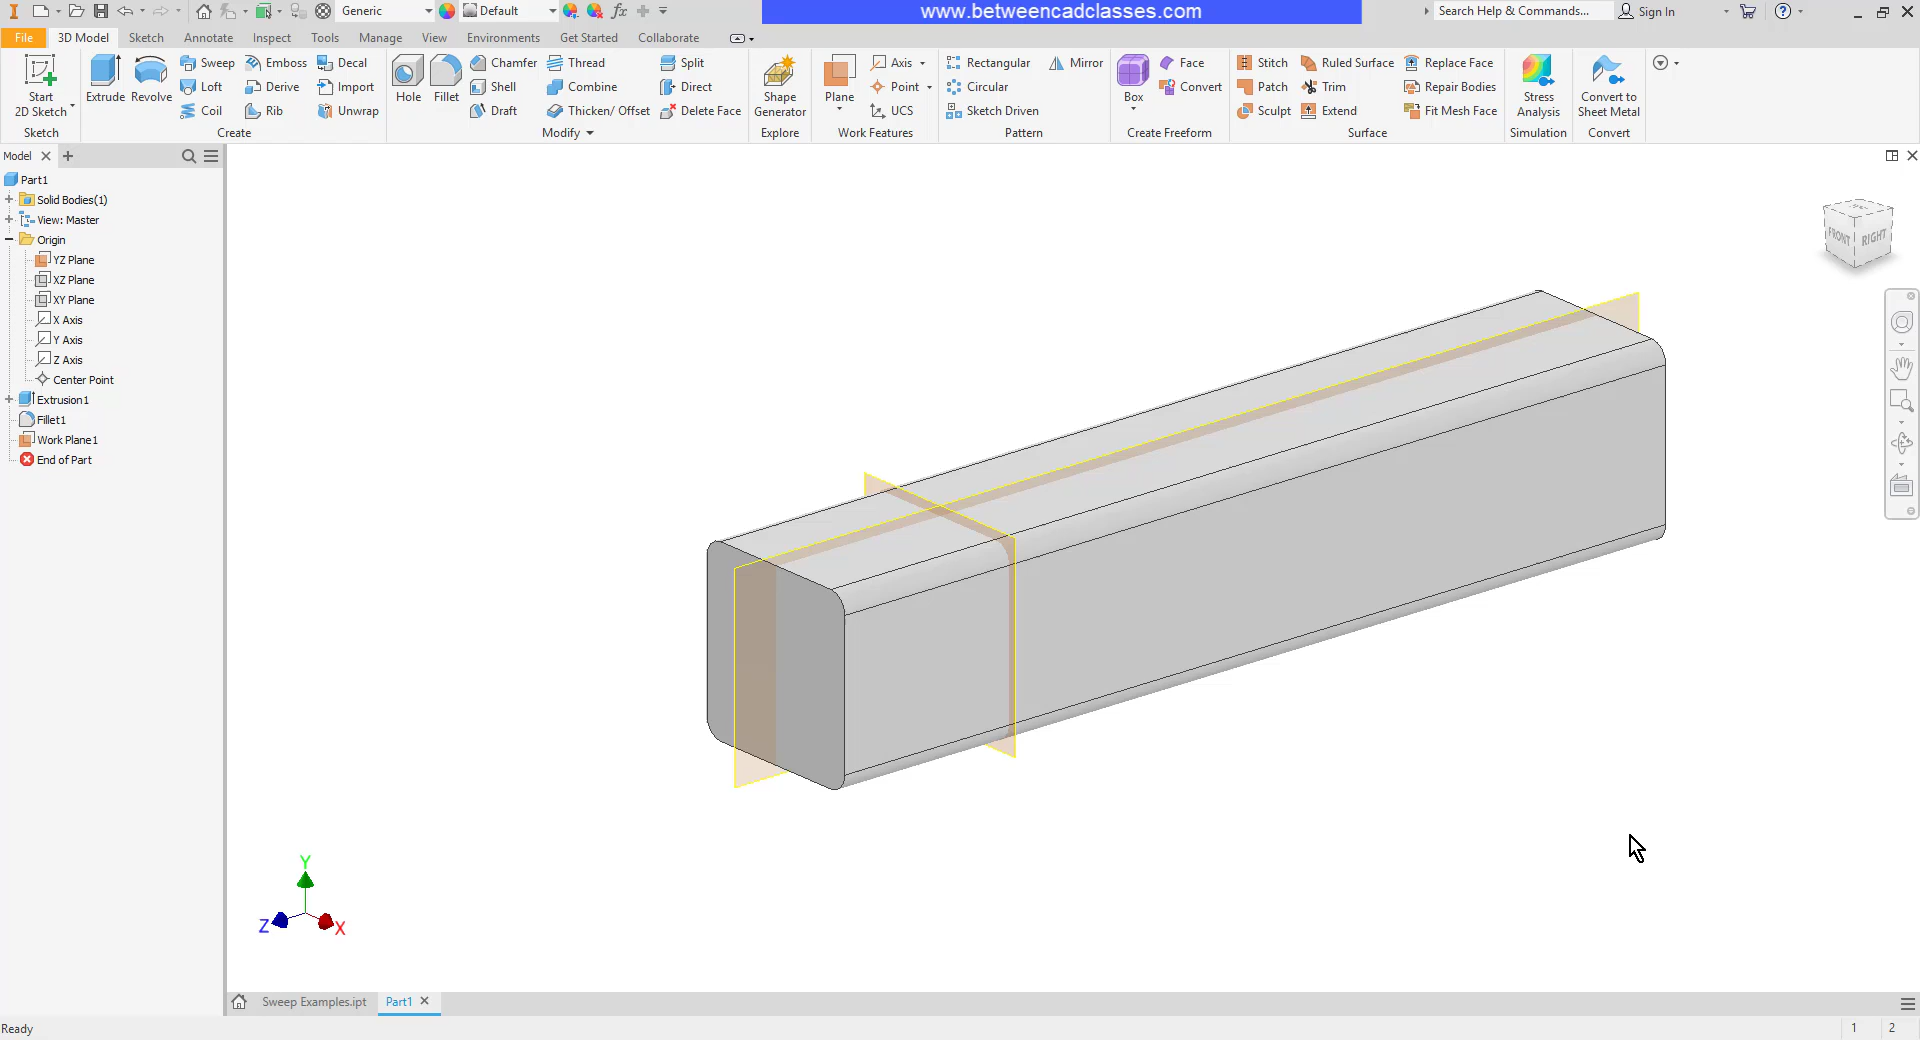 Generic
Default
fx
www.betweencadclasses.com
Search Help & Commands...
Sign In
File
3D Model
Sketch
Annotate
Inspect
Tools
Manage
View
Environments
Get Started
Collaborate
Start
2D Sketch
Sketch
Extrude
Revolve
Sweep
Emboss
Decal
Loft
Derive
Import
Coil
Rib
Unwrap
Create
Hole
Fillet
Chamfer
Thread
Split
Shell
Combine
Direct
Draft
Thicken/ Offset
Delete Face
Modify
Shape
Generator
Explore
Plane
Axis
Point
UCS
Work Features
Rectangular
Mirror
Circular
Sketch Driven
Pattern
Box
Face
Convert
Create Freeform
Stitch
Ruled Surface
Replace Face
Patch
Trim
Repair Bodies
Sculpt
Extend
Fit Mesh Face
Surface
Stress
Analysis
Simulation
Convert to
Sheet Metal
Convert
Model
Part1
Solid Bodies(1)
View: Master
Origin
YZ Plane
XZ Plane
XY Plane
X Axis
Y Axis
Z Axis
Center Point
Extrusion1
Fillet1
Work Plane1
End of Part
FRONT
RIGHT
Y
Z
X
Sweep Examples.ipt
Part1
Ready
1
2